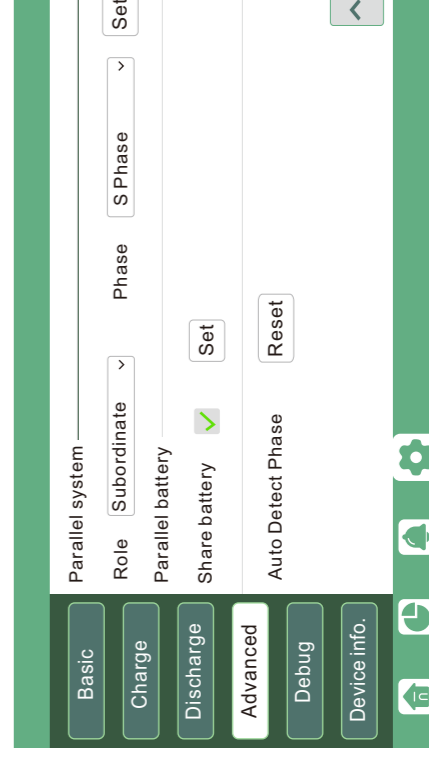 Basic
Charge
Discharge
Advanced
Debug
Device info.
Parallel system
Role Subordinate Phase S Phase Set
Parallel battery
Share battery Set
Auto Detect Phase Reset